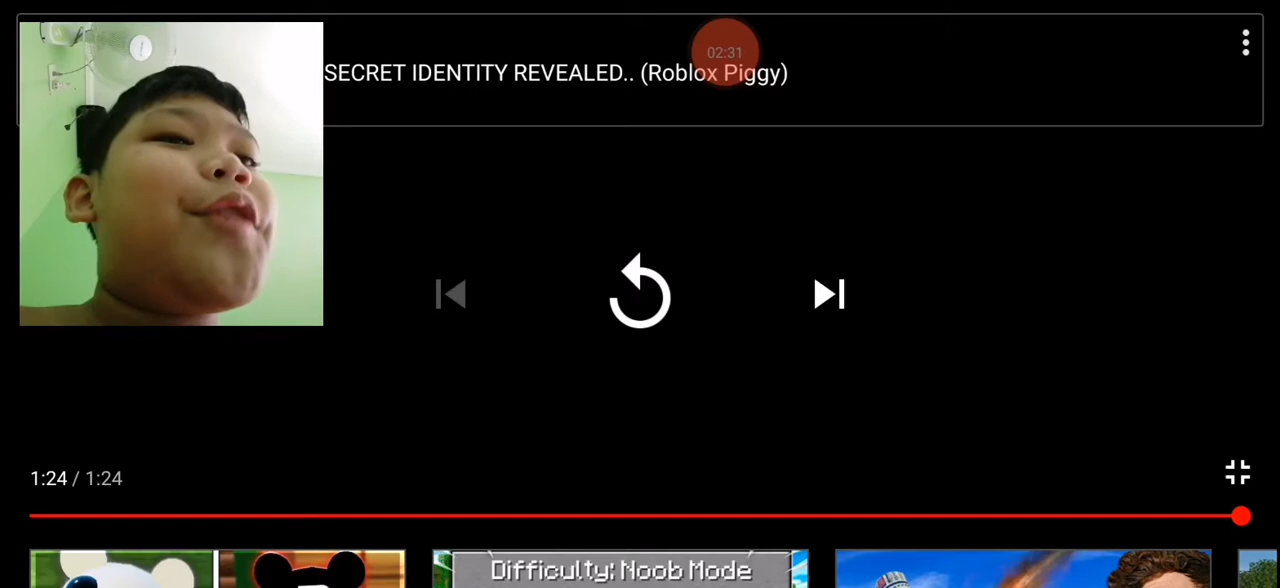 02:31
SECRET IDENTITY REVEALED.. (Roblox Piggy)
1:24 / 1:24
Difficulty: Noob Mode